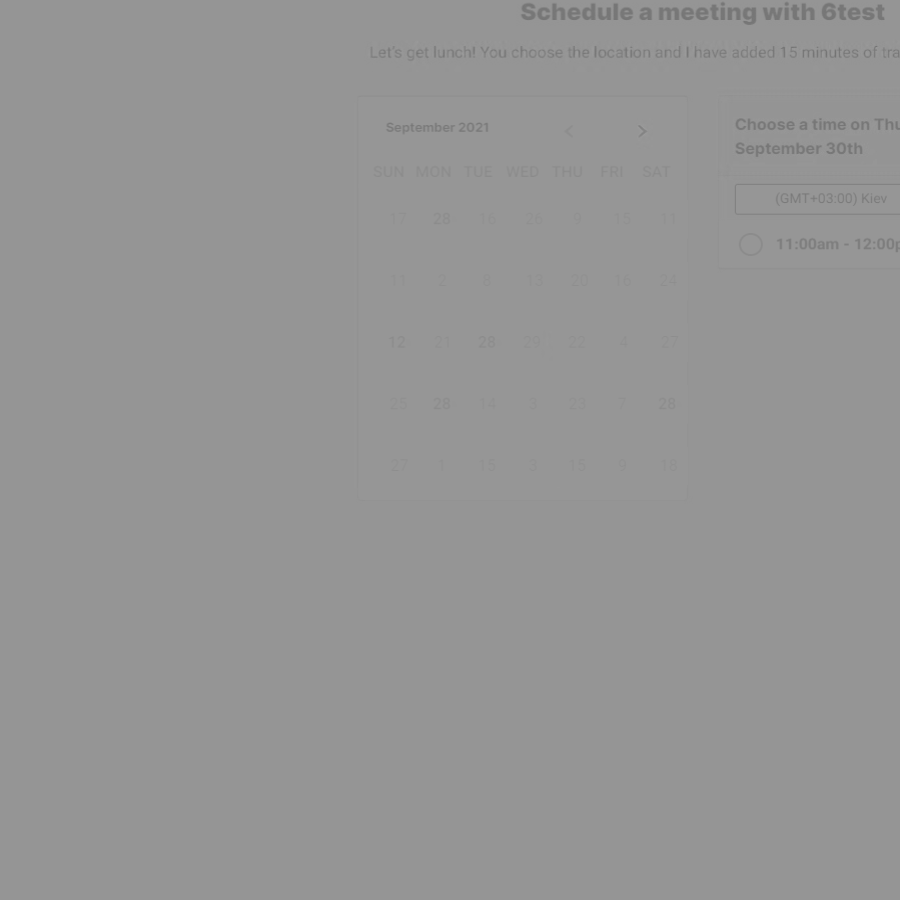 Schedule a meeting with 6test
Let's get lunch! You choose the location and I have added 15 minutes of tra
September 2021
SUN MON TUE WED THU FRI SAT
17 28 16 26 9 15 11
11 2 8 13 20 16 24
12 21 28 29 22 4 27
25 28 14 3 23 7 28
27 1 15 3 15 9 18
Choose a time on Thu
September 30th
(GMT+03:00) Kiev
11:00am - 12:00p